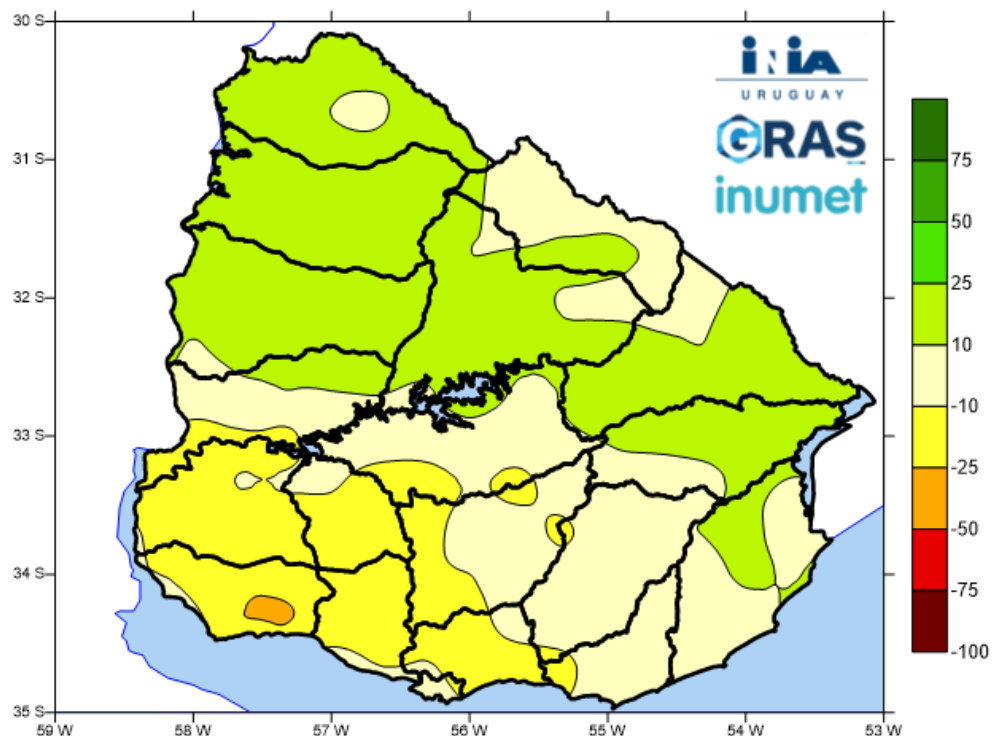 30 S
31 S
32 S
33 S
34 S
35 S
59 W
58 W
57 W
56 W
55 W
54 W
53 W
INIA
URUGUAY
GRAS
inumet
75
50
25
10
-10
-25
-50
-75
-100